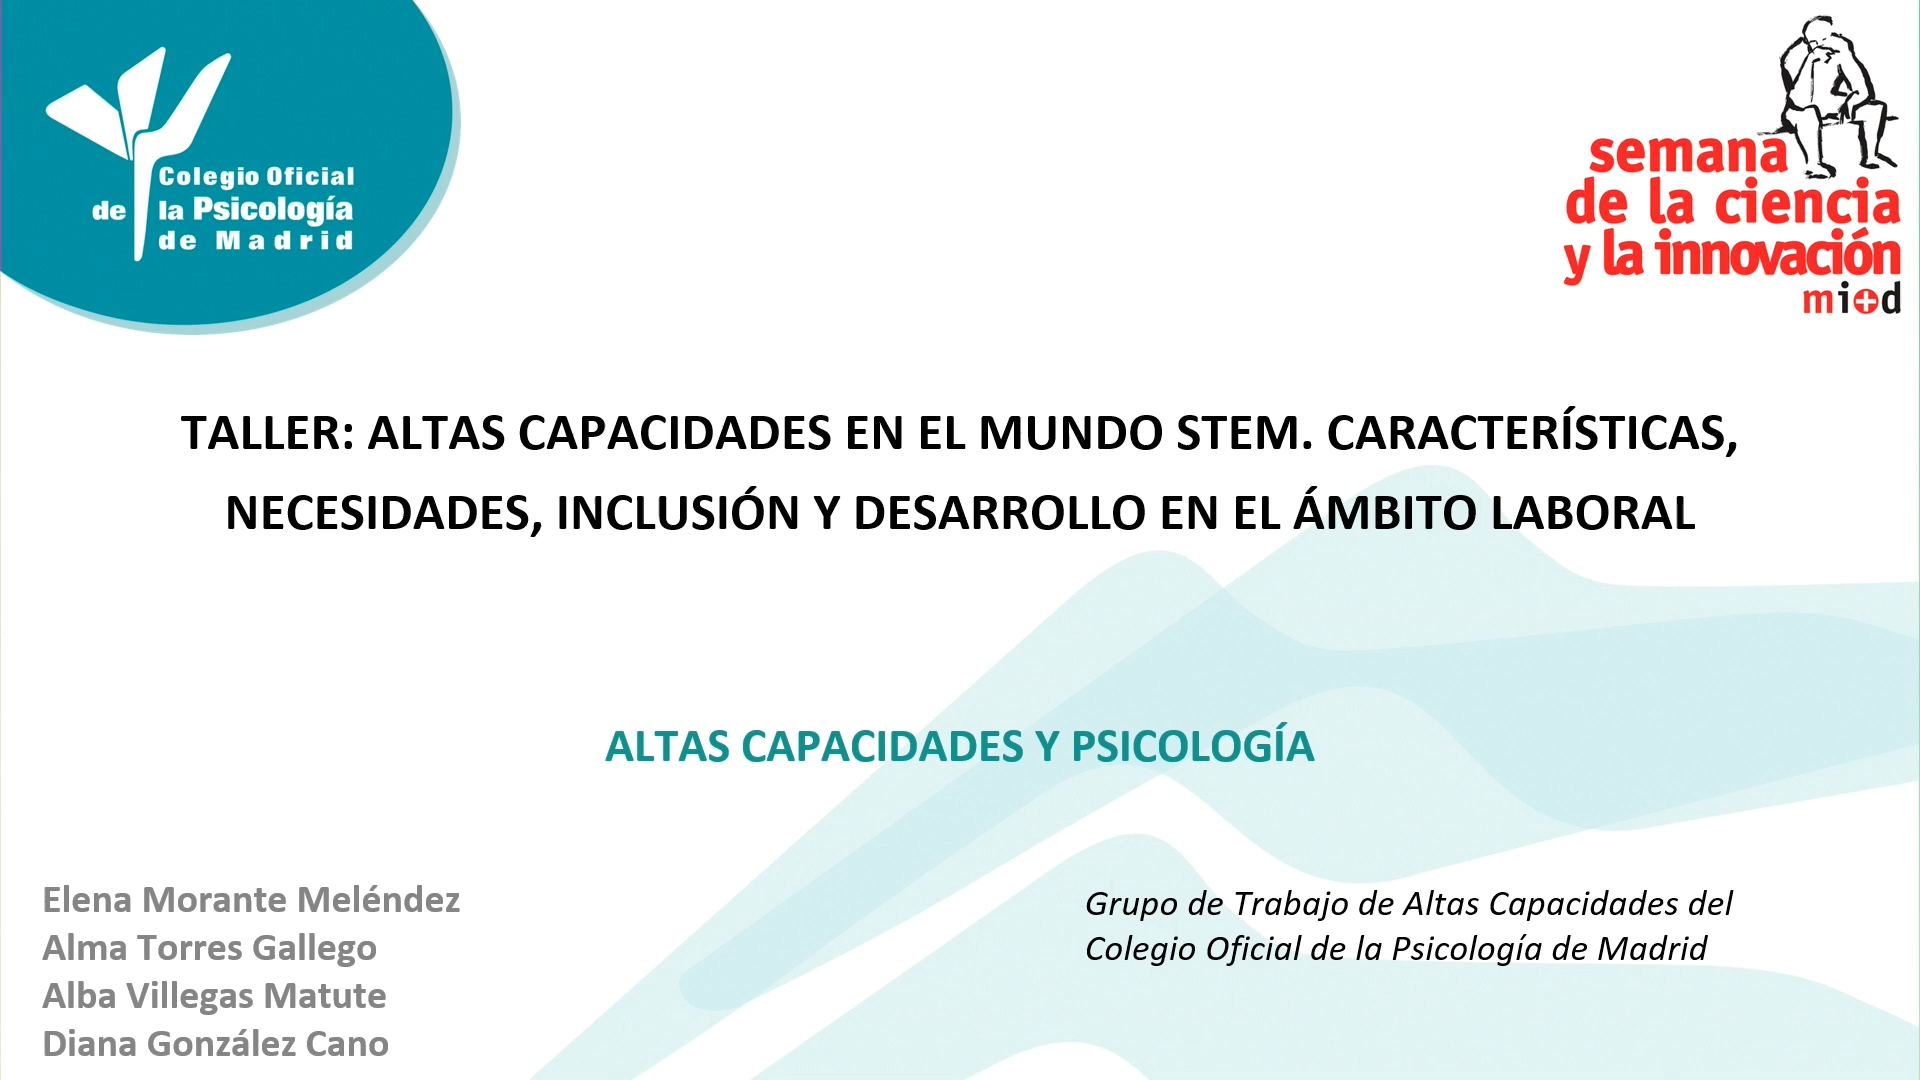 Colegio Oficial
de la Psicología
de Madrid
semana
de la ciencia
y la innovación
mi+d
TALLER: ALTAS CAPACIDADES EN EL MUNDO STEM. CARACTERÍSTICAS,
NECESIDADES, INCLUSIÓN Y DESARROLLO EN EL ÁMBITO LABORAL
ALTAS CAPACIDADES Y PSICOLOGÍA
Elena Morante Meléndez
Alma Torres Gallego
Alba Villegas Matute
Diana González Cano
Grupo de Trabajo de Altas Capacidades del
Colegio Oficial de la Psicología de Madrid